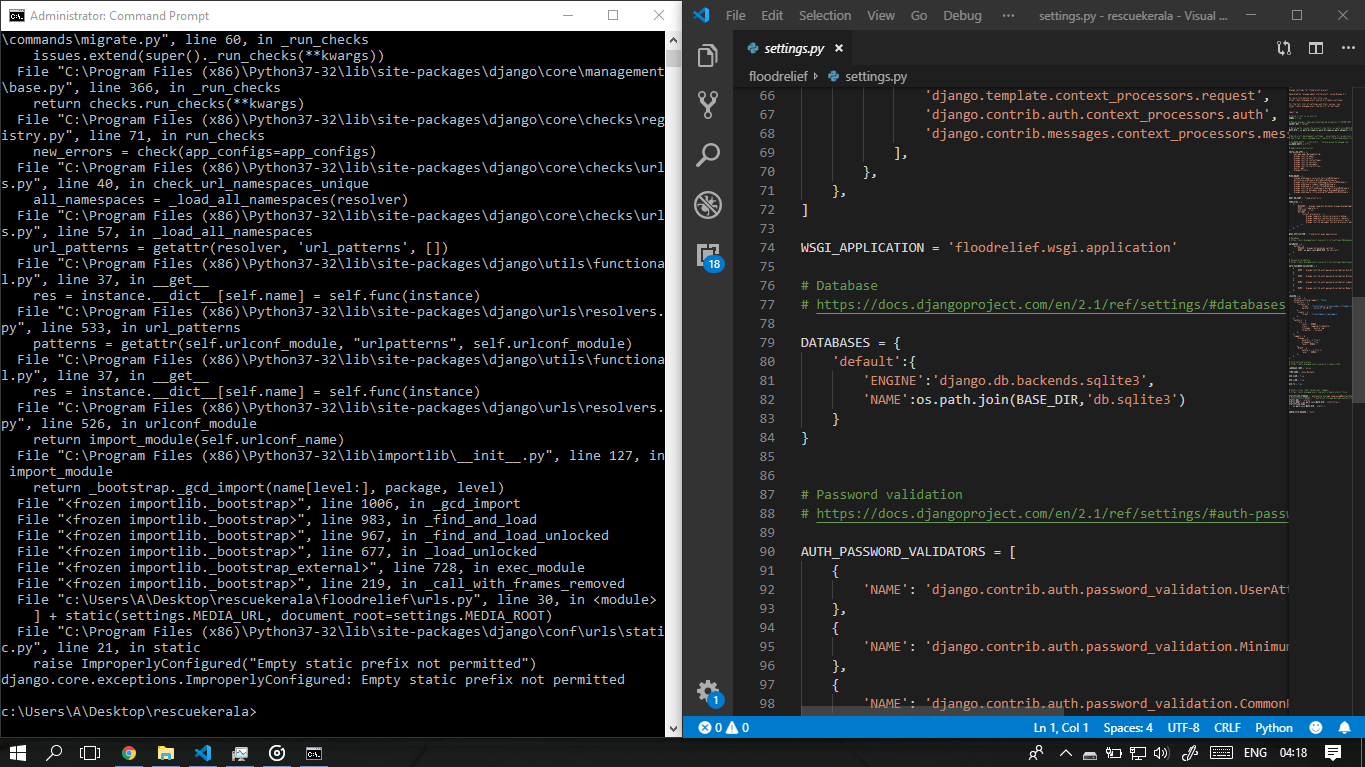 Administrator: Command Prompt
\commands\migrate.py", line 60, in _run_checks
    issues.extend(super()._run_checks(**kwargs))
  File "C:\Program Files (x86)\Python37-32\lib\site-packages\django\core\management
\base.py", line 366, in _run_checks
    return checks.run_checks(**kwargs)
  File "C:\Program Files (x86)\Python37-32\lib\site-packages\django\core\checks\reg
istry.py", line 71, in run_checks
    new_errors = check(app_configs=app_configs)
  File "C:\Program Files (x86)\Python37-32\lib\site-packages\django\core\checks\url
s.py", line 40, in check_url_namespaces_unique
    all_namespaces = _load_all_namespaces(resolver)
  File "C:\Program Files (x86)\Python37-32\lib\site-packages\django\core\checks\url
s.py", line 57, in _load_all_namespaces
    url_patterns = getattr(resolver, 'url_patterns', [])
  File "C:\Program Files (x86)\Python37-32\lib\site-packages\django\utils\functiona
l.py", line 37, in __get__
    res = instance.__dict__[self.name] = self.func(instance)
  File "C:\Program Files (x86)\Python37-32\lib\site-packages\django\urls\resolvers.
py", line 533, in url_patterns
    patterns = getattr(self.urlconf_module, "urlpatterns", self.urlconf_module)
  File "C:\Program Files (x86)\Python37-32\lib\site-packages\django\utils\functiona
l.py", line 37, in __get__
    res = instance.__dict__[self.name] = self.func(instance)
  File "C:\Program Files (x86)\Python37-32\lib\site-packages\django\urls\resolvers.
py", line 526, in urlconf_module
    return import_module(self.urlconf_name)
  File "C:\Program Files (x86)\Python37-32\lib\importlib\__init__.py", line 127, in
 import_module
    return _bootstrap._gcd_import(name[level:], package, level)
  File "<frozen importlib._bootstrap>", line 1006, in _gcd_import
  File "<frozen importlib._bootstrap>", line 983, in _find_and_load
  File "<frozen importlib._bootstrap>", line 967, in _find_and_load_unlocked
  File "<frozen importlib._bootstrap>", line 677, in _load_unlocked
  File "<frozen importlib._bootstrap_external>", line 728, in exec_module
  File "<frozen importlib._bootstrap>", line 219, in _call_with_frames_removed
  File "c:\Users\A\Desktop\rescuekerala\floodrelief\urls.py", line 30, in <module>
    ] + static(settings.MEDIA_URL, document_root=settings.MEDIA_ROOT)
  File "C:\Program Files (x86)\Python37-32\lib\site-packages\django\conf\urls\stati
c.py", line 21, in static
    raise ImproperlyConfigured("Empty static prefix not permitted")
django.core.exceptions.ImproperlyConfigured: Empty static prefix not permitted
c:\Users\A\Desktop\rescuekerala>
File Edit Selection View Go Debug ··· settings.py - rescuekerala - Visual ...
settings.py
floodrelief settings.py
66 'django.template.context_processors.request',
67 'django.contrib.auth.context_processors.auth',
68 'django.contrib.messages.context_processors.mes
69 ],
70 },
71 },
72 ]
73
74 WSGI_APPLICATION = 'floodrelief.wsgi.application'
75
76 # Database
77 # https://docs.djangoproject.com/en/2.1/ref/settings/#databases
78
79 DATABASES = {
80 'default':{
81 'ENGINE':'django.db.backends.sqlite3',
82 'NAME':os.path.join(BASE_DIR,'db.sqlite3')
83 }
84 }
85
86
87 # Password validation
88 # https://docs.djangoproject.com/en/2.1/ref/settings/#auth-passw
89
90 AUTH_PASSWORD_VALIDATORS = [
91 {
92 'NAME': 'django.contrib.auth.password_validation.UserAtt
93 },
94 {
95 'NAME': 'django.contrib.auth.password_validation.Minimum
96 },
97 {
98 'NAME': 'django.contrib.auth.password_validation.Common
18
1
0 0 Ln 1, Col 1 Spaces: 4 UTF-8 CRLF Python
ENG 04:18